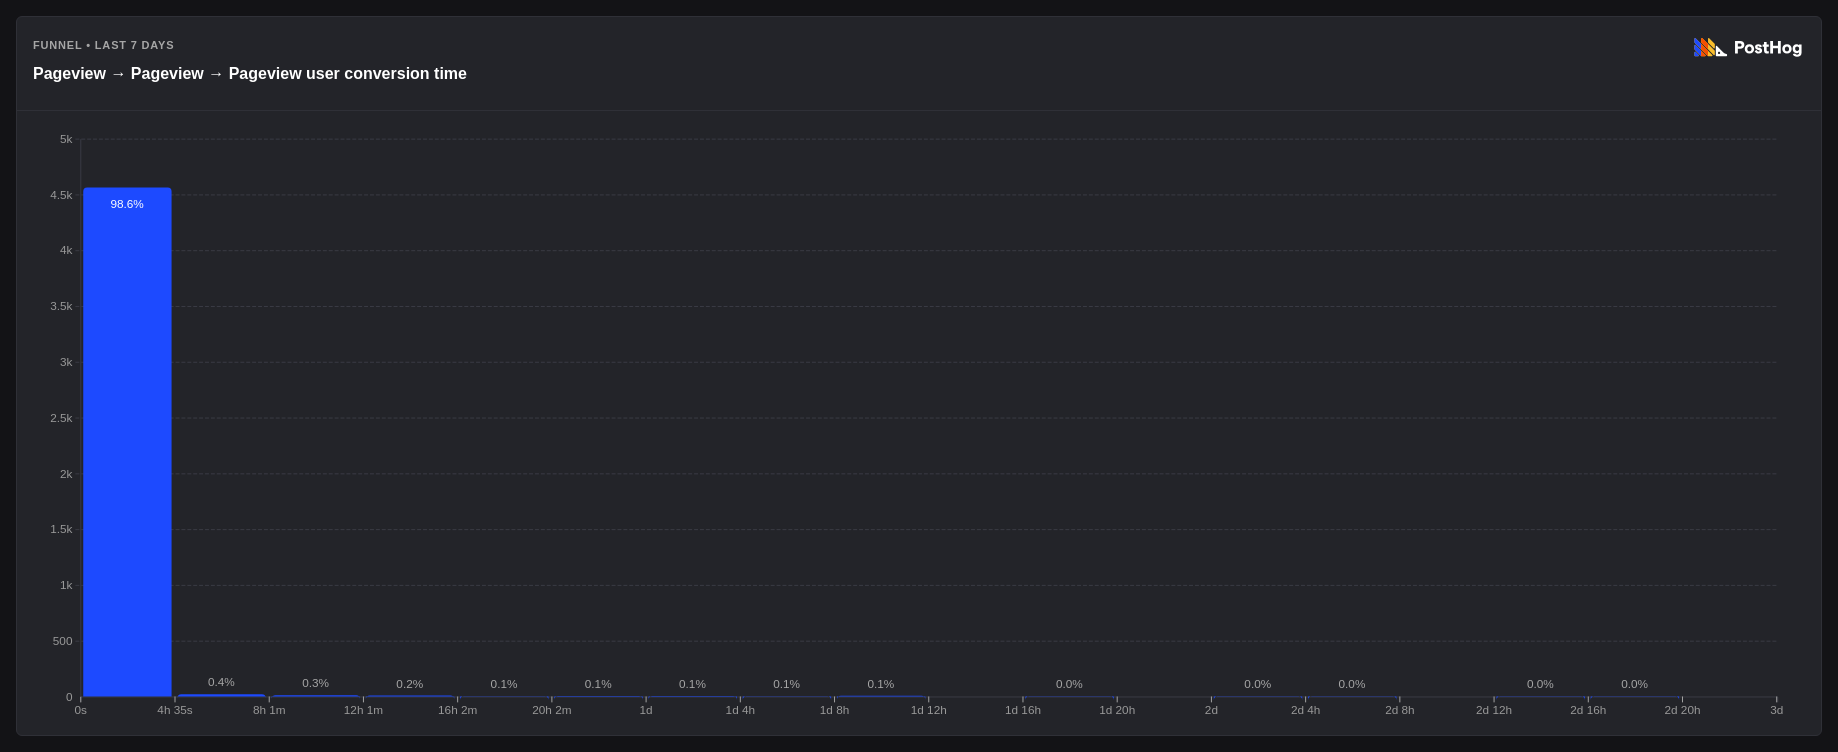 FUNNEL • LAST 7 DAYS
PostHog
Pageview → Pageview → Pageview user conversion time
5k
4.5k
98.6%
4k
3.5k
3k
2.5k
2k
1.5k
1k
500
0.4% 0.3% 0.2% 0.1% 0.1% 0.1% 0.1% 0.1% 0.0% 0.0% 0.0% 0.0% 0.0%
0
0s 4h 35s 8h 1m 12h 1m 16h 2m 20h 2m 1d 1d 4h 1d 8h 1d 12h 1d 16h 1d 20h 2d 2d 4h 2d 8h 2d 12h 2d 16h 2d 20h 3d